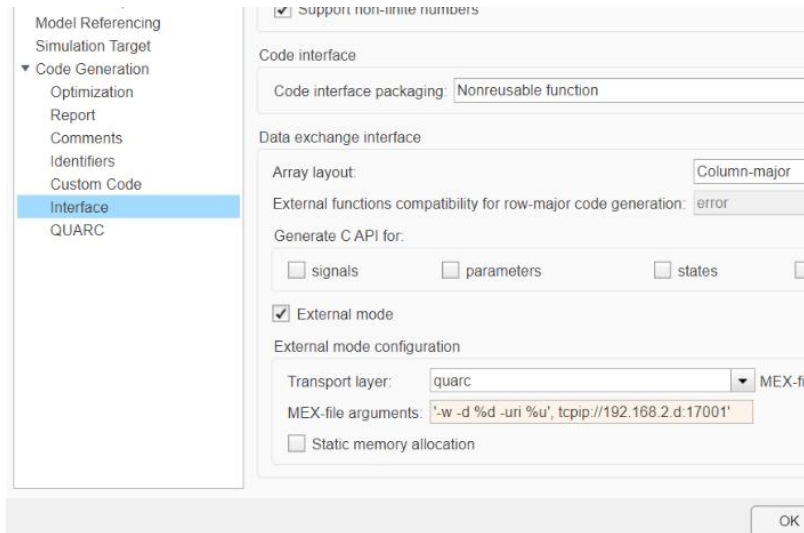 Support non-finite numbers
Model Referencing
Simulation Target
Code Generation
Optimization
Report
Comments
Identifiers
Custom Code
Interface
QUARC
Code interface
Code interface packaging: Nonreusable function
Data exchange interface
Array layout: Column-major
External functions compatibility for row-major code generation: error
Generate C API for:
signals parameters states
External mode
External mode configuration
Transport layer: quarc MEX-fi
MEX-file arguments: '-w -d %d -uri %u', tcpip://192.168.2.d:17001'
Static memory allocation
OK